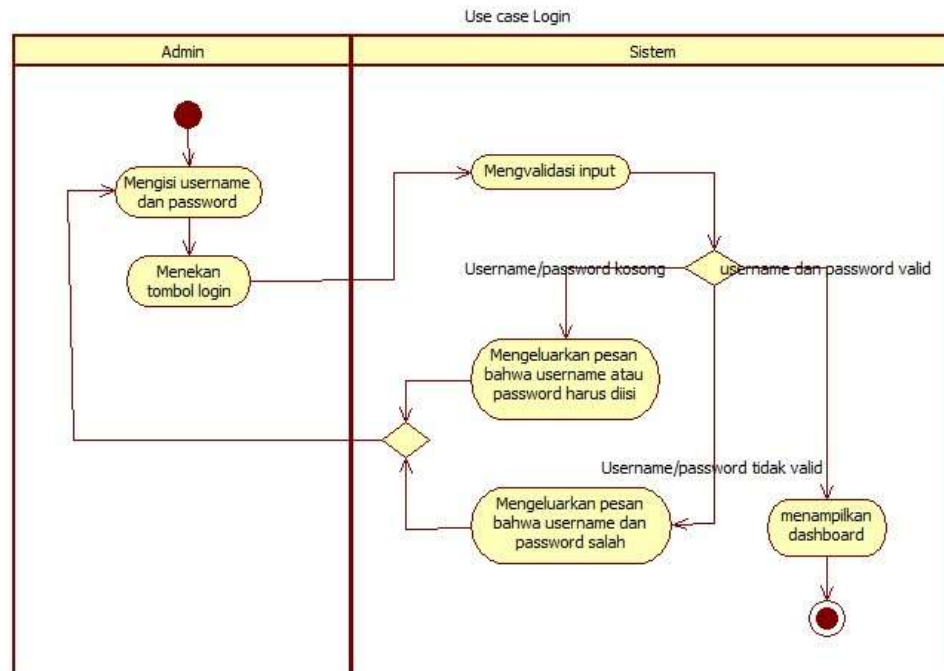 Use case Login
Admin
Sistem
Mengisi username
dan password
Menekan
tombol login
Mengvalidasi input
Username/password kosong
username dan password valid
Mengeluarkan pesan
bahwa username atau
password harus diisi
Username/password tidak valid
Mengeluarkan pesan
bahwa username dan
password salah
menampilkan
dashboard